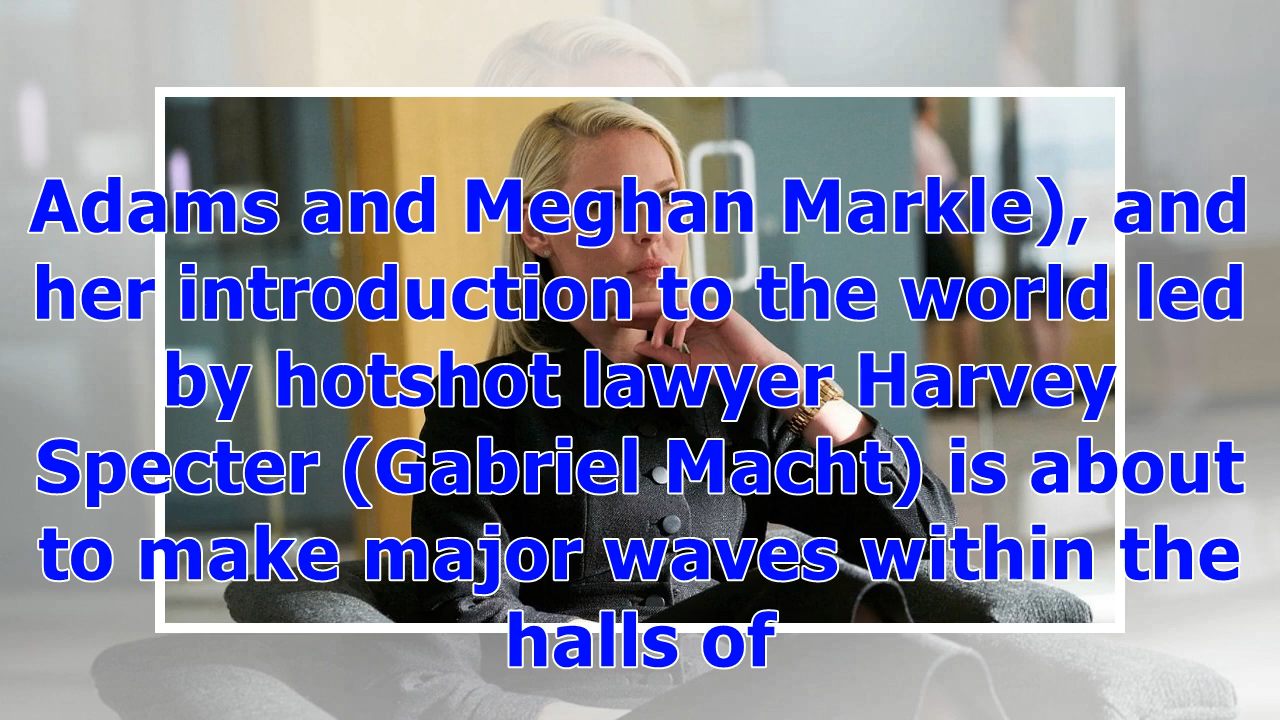 Adams and Meghan Markle), and
her introduction to the world led
by hotshot lawyer Harvey
Specter (Gabriel Macht) is about
to make major waves within the
halls of